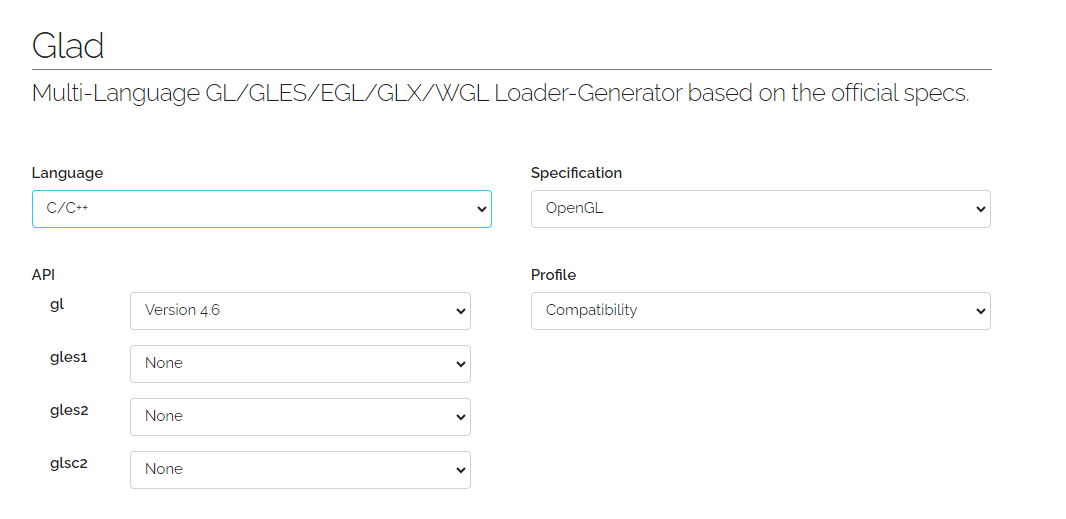 Glad
Multi-Language GL/GLES/EGL/GLX/WGL Loader-Generator based on the official specs.
Language
C/C++
Specification
OpenGL
API
gl
Version 4.6
gles1
None
gles2
None
glsc2
None
Profile
Compatibility